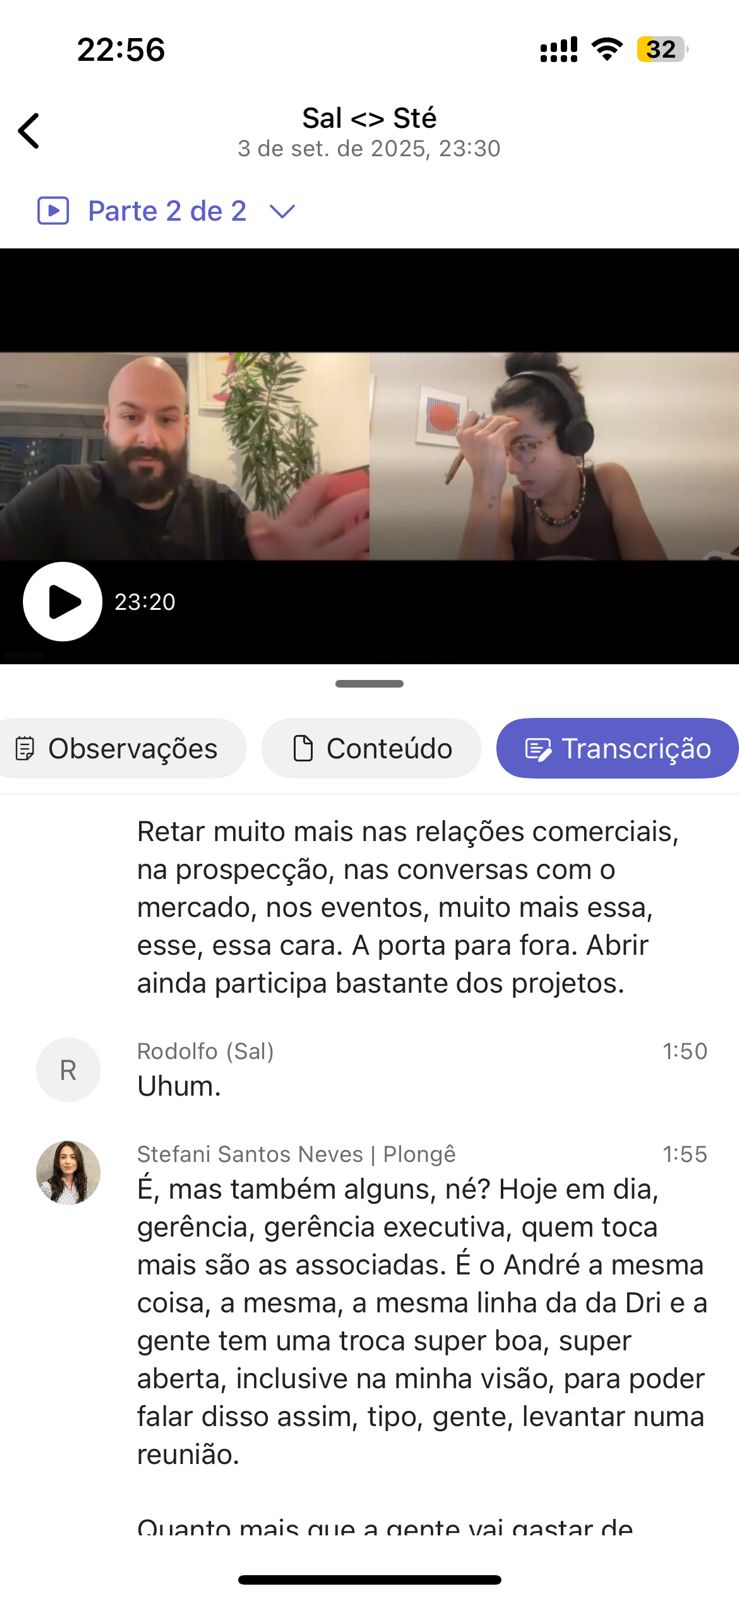 22:56
32
Sal <> Sté
3 de set. de 2025, 23:30
Parte 2 de 2
23:20
Observações
Conteúdo
Transcrição
Retar muito mais nas relações comerciais,
na prospecção, nas conversas com o
mercado, nos eventos, muito mais essa,
esse, essa cara. A porta para fora. Abrir
ainda participa bastante dos projetos.
R
Rodolfo (Sal)
1:50
Uhum.
Stefani Santos Neves | Plongê
1:55
É, mas também alguns, né? Hoje em dia,
gerência, gerência executiva, quem toca
mais são as associadas. É o André a mesma
coisa, a mesma, a mesma linha da da Dri e a
gente tem uma troca super boa, super
aberta, inclusive na minha visão, para poder
falar disso assim, tipo, gente, levantar numa
reunião.
Quanto mais que a gente vai gastar de